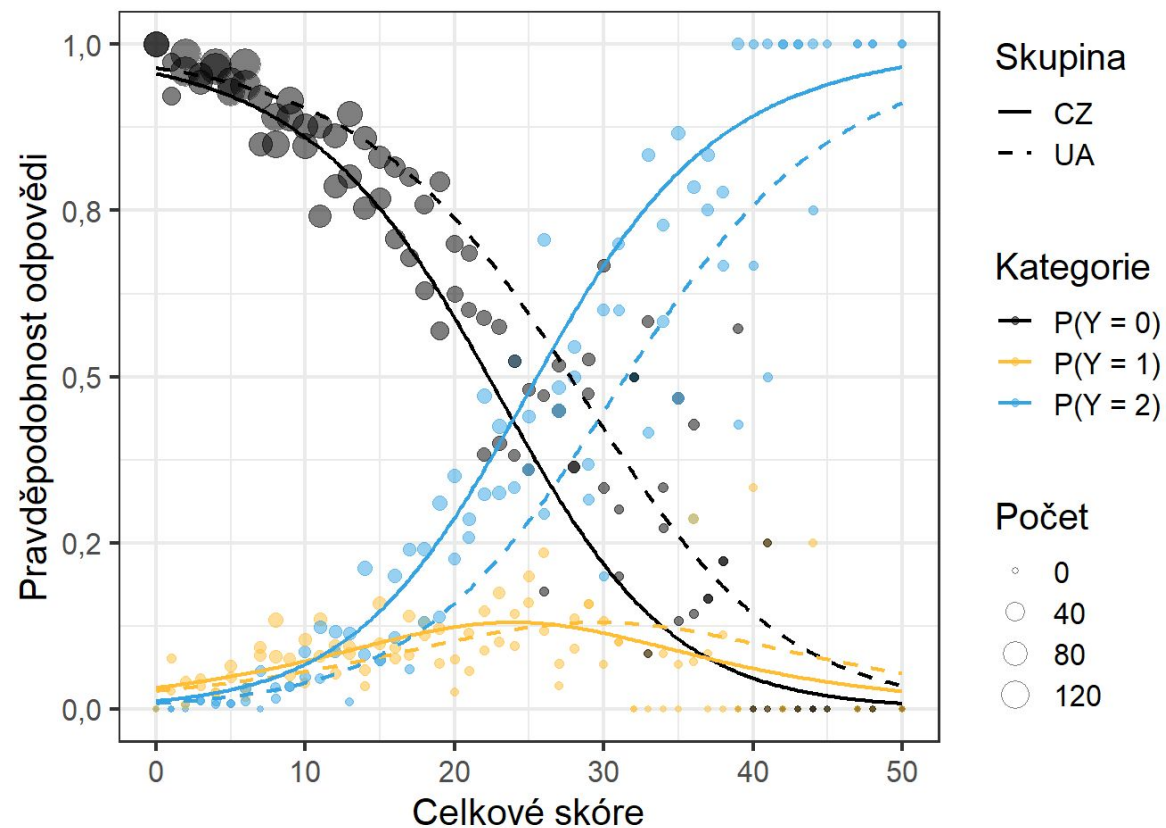 Pravděpodobnost odpovědi
1,0
0,8
0,5
0,2
0,0
0 10 20 30 40 50
Celkové skóre
Skupina
CZ
UA
Kategorie
P(Y = 0)
P(Y = 1)
P(Y = 2)
Počet
0
40
80
120